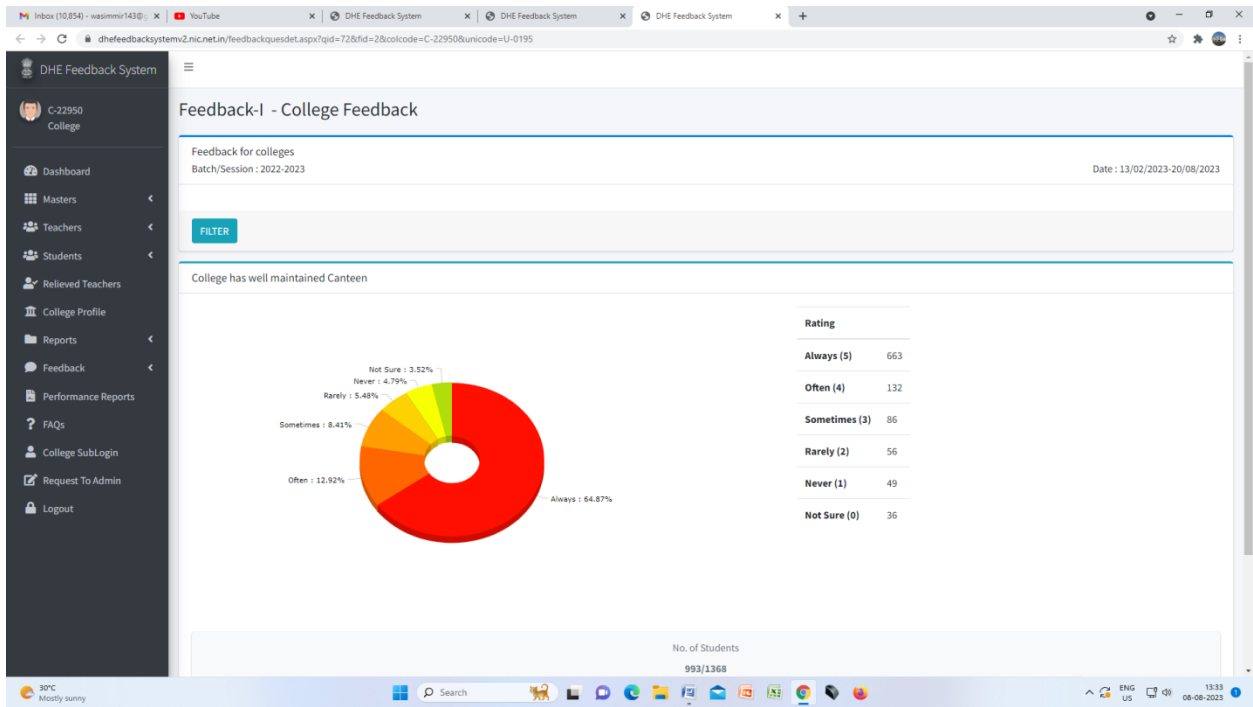 Inbox (10,854) - wasimmir143@g
YouTube
DHE Feedback System
DHE Feedback System
DHE Feedback System
dhefeedbacksystemv2.nic.net.in/feedbackquesdet.aspx?qid=72&fid=2&colcode=C-22950&unicode=U-0195
DHE Feedback System
C-22950
College
Dashboard
Masters
Teachers
Students
Relieved Teachers
College Profile
Reports
Feedback
Performance Reports
FAQs
College SubLogin
Request To Admin
Logout
Feedback-I - College Feedback
Feedback for colleges
Batch/Session : 2022-2023
Date : 13/02/2023-20/08/2023
FILTER
College has well maintained Canteen
Not Sure : 3.52%
Never : 4.79%
Rarely : 5.48%
Sometimes : 8.41%
Often : 12.92%
Always : 64.87%
Rating
Always (5) 663
Often (4) 132
Sometimes (3) 86
Rarely (2) 56
Never (1) 49
Not Sure (0) 36
No. of Students
993/1368
30°C
Mostly sunny
Search
ENG
US
13:33
08-08-2023
1